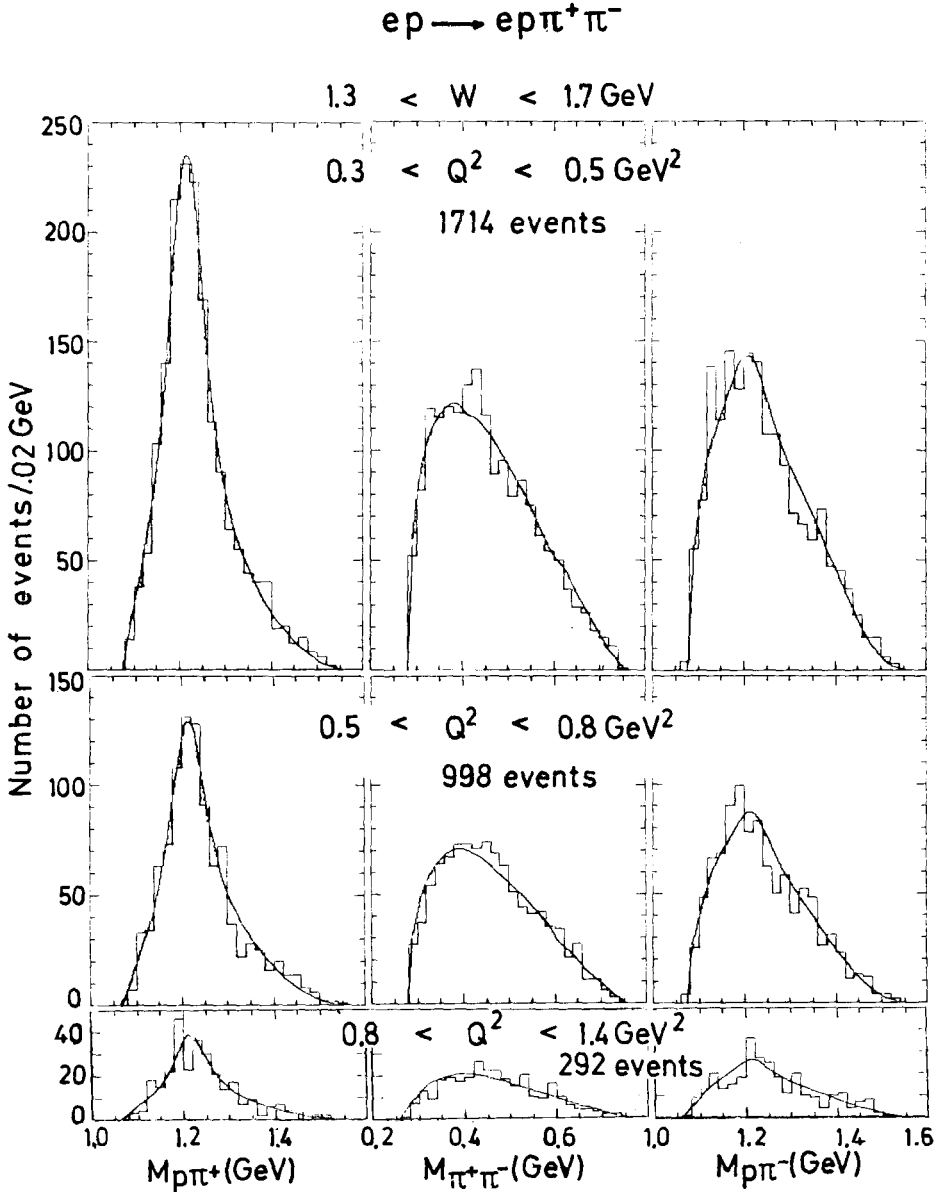 ep → epπ⁺π⁻
1.3 < W < 1.7 GeV
0.3 < Q² < 0.5 GeV²
1714 events
250
200
150
100
50
0.5 < Q² < 0.8 GeV²
998 events
150
100
50
0
0.8 < Q² < 1.4 GeV²
292 events
40
20
0
Number of events/.02 GeV
1.0 1.2 1.4 0.2 0.4 0.6 1.0 1.2 1.4 1.6
Mpπ+(GeV) Mπ+π-(GeV) Mpπ-(GeV)